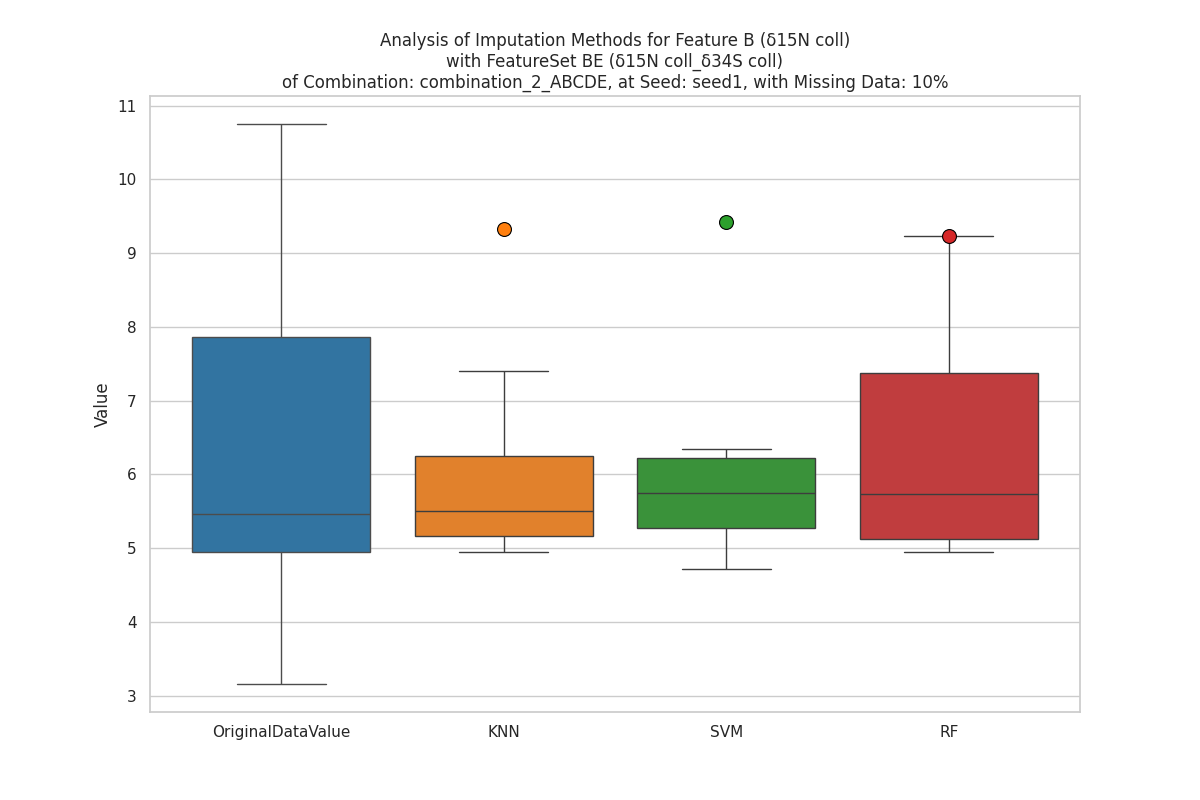 Analysis of Imputation Methods for Feature B (δ15N coll)
with FeatureSet BE (δ15N coll_δ34S coll)
of Combination: combination_2_ABCDE, at Seed: seed1, with Missing Data: 10%
11
10
9
8
7
6
5
4
3
Value
OriginalDataValue
KNN
SVM
RF